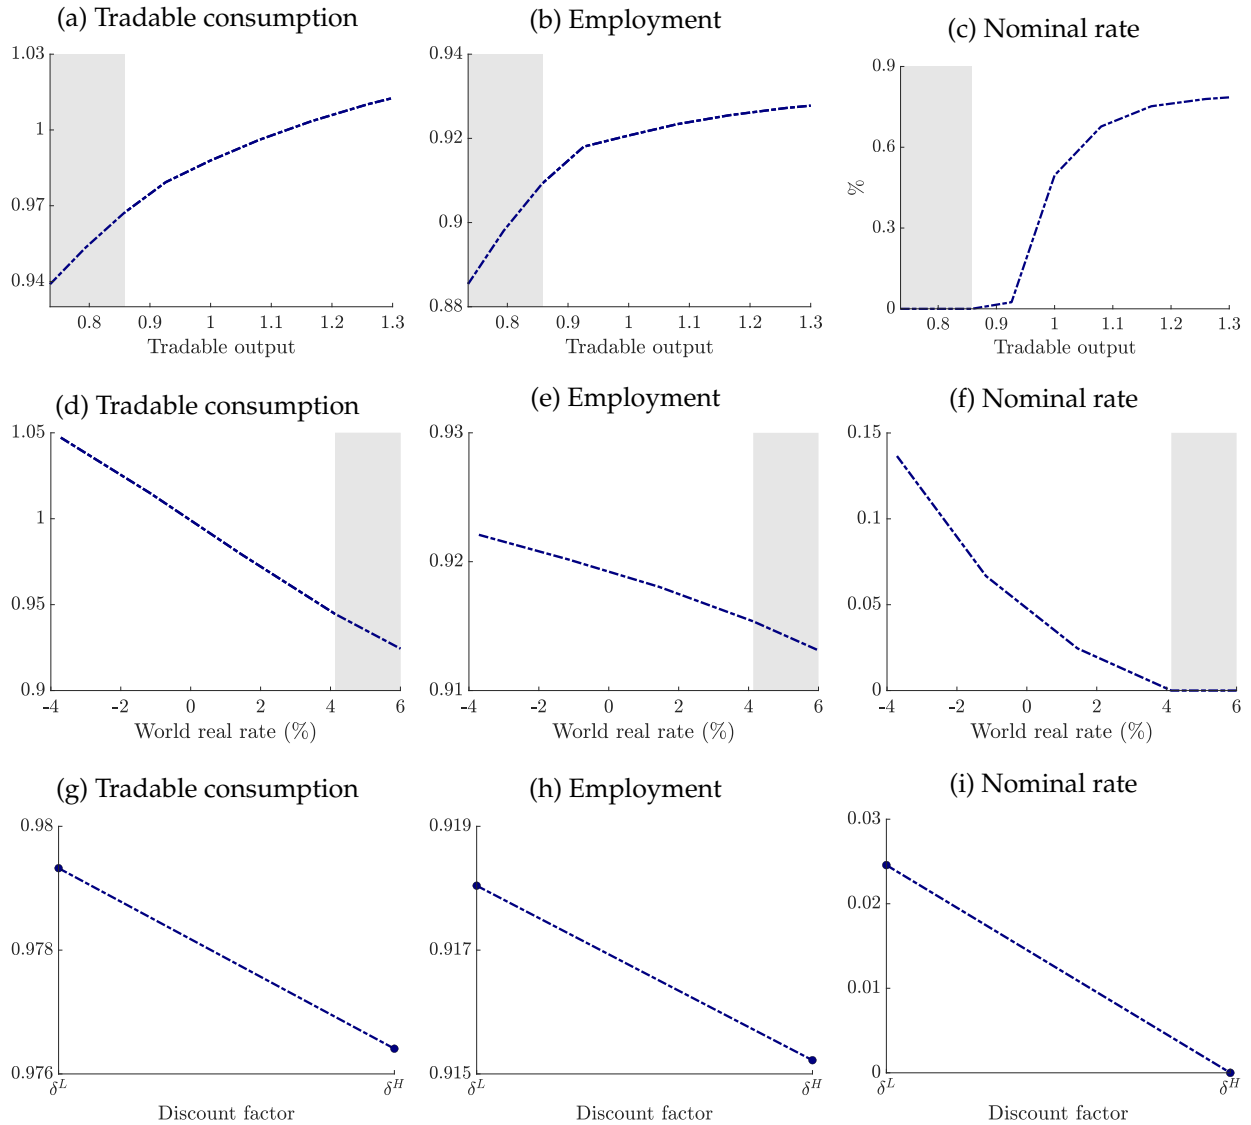 (a) Tradable consumption
1.03
1
0.97
0.94
0.8 0.9 1 1.1 1.2 1.3
Tradable output
(b) Employment
0.94
0.92
0.9
0.88
0.8 0.9 1 1.1 1.2 1.3
Tradable output
(c) Nominal rate
0.9
0.6
0.3
0
%
0.8 0.9 1 1.1 1.2 1.3
Tradable output
(d) Tradable consumption
1.05
1
0.95
0.9
-4 -2 0 2 4 6
World real rate (%)
(e) Employment
0.93
0.92
0.91
-4 -2 0 2 4 6
World real rate (%)
(f) Nominal rate
0.15
0.1
0.05
0
-4 -2 0 2 4 6
World real rate (%)
(g) Tradable consumption
0.98
0.978
0.976
δ^L δ^H
Discount factor
(h) Employment
0.919
0.917
0.915
δ^L δ^H
Discount factor
(i) Nominal rate
0.03
0.02
0.01
0
δ^L δ^H
Discount factor